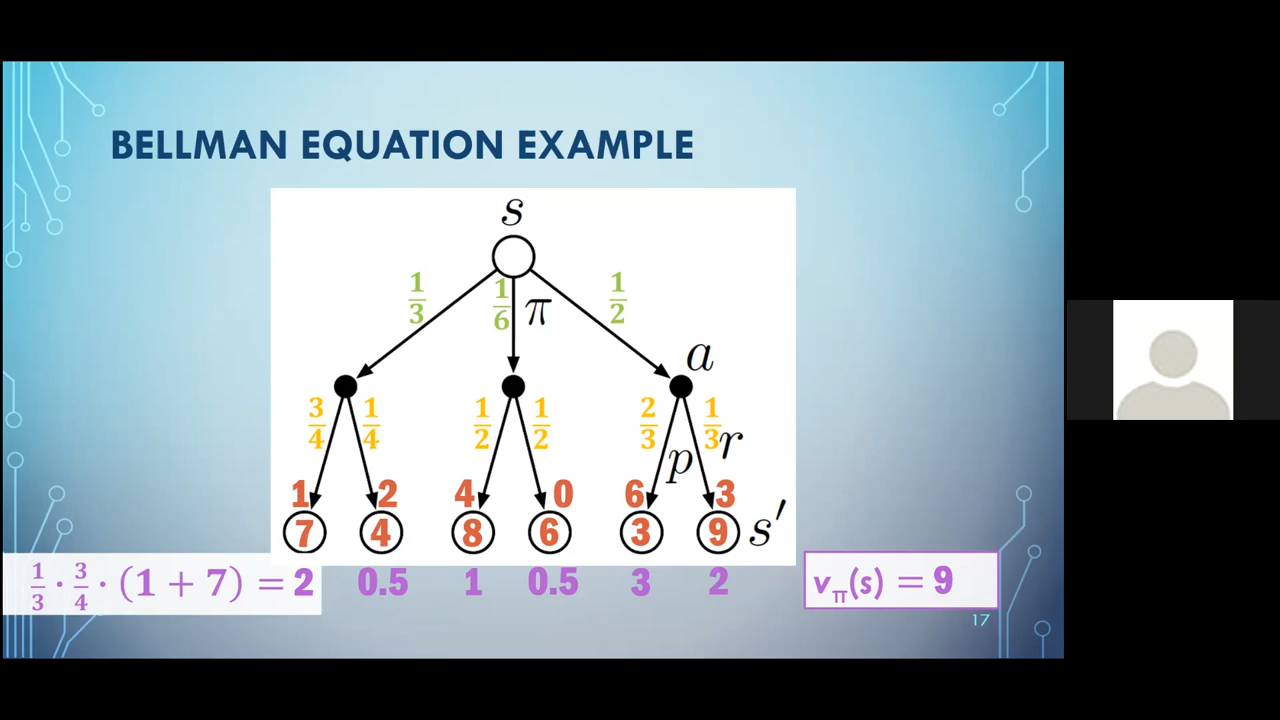 BELLMAN EQUATION EXAMPLE
s
1/3 1/6 π 1/2
a
3/4 1/4 1/2 1/2 2/3 1/3 r
p
1 2 4 0 6 3
7 4 8 6 3 9 s′
1/3 · 3/4 · (1 + 7) = 2 0.5 1 0.5 3 2 vπ(s) = 9
17